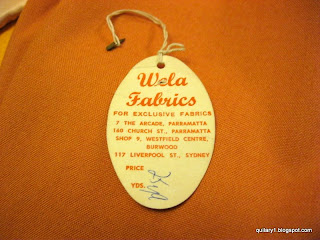 Wela
Fabrics
FOR EXCLUSIVE FABRICS
7 THE ARCADE, PARRAMATTA
160 CHURCH ST., PARRAMATTA
SHOP 9, WESTFIELD CENTRE,
BURWOOD
117 LIVERPOOL ST., SYDNEY
PRICE
YDS.
quilary1.blogspot.com